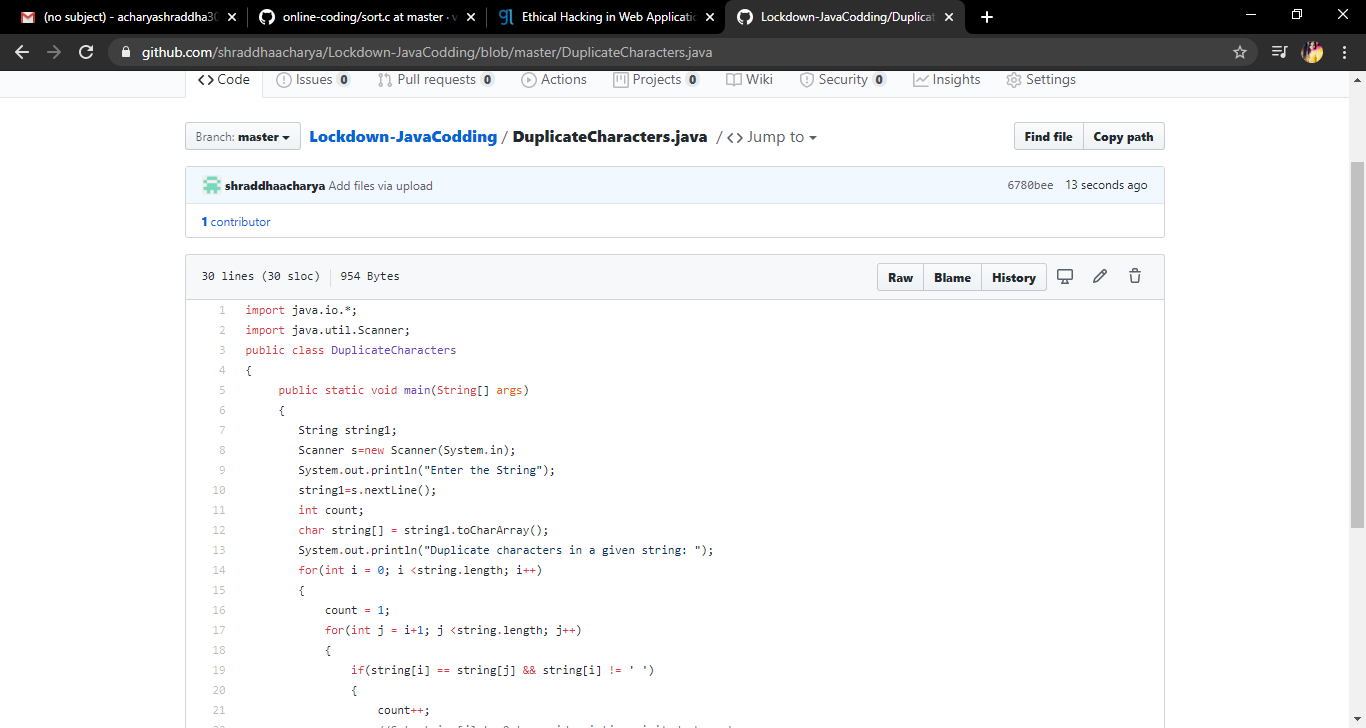 (no subject) - acharyashraddha30
online-coding/sort.c at master · v
Ethical Hacking in Web Applicatio
Lockdown-JavaCodding/Duplicat
github.com/shraddhaacharya/Lockdown-JavaCodding/blob/master/DuplicateCharacters.java
Code Issues 0 Pull requests 0 Actions Projects 0 Wiki Security 0 Insights Settings
Branch: master Lockdown-JavaCodding / DuplicateCharacters.java / <> Jump to Find file Copy path
shraddhaacharya Add files via upload 6780bee 13 seconds ago
1 contributor
30 lines (30 sloc) 954 Bytes Raw Blame History
1 import java.io.*;
2 import java.util.Scanner;
3 public class DuplicateCharacters
4 {
5 public static void main(String[] args)
6 {
7 String string1;
8 Scanner s=new Scanner(System.in);
9 System.out.println("Enter the String");
10 string1=s.nextLine();
11 int count;
12 char string[] = string1.toCharArray();
13 System.out.println("Duplicate characters in a given string: ");
14 for(int i = 0; i <string.length; i++)
15 {
16 count = 1;
17 for(int j = i+1; j <string.length; j++)
18 {
19 if(string[i] == string[j] && string[i] != ' ')
20 {
21 count++;